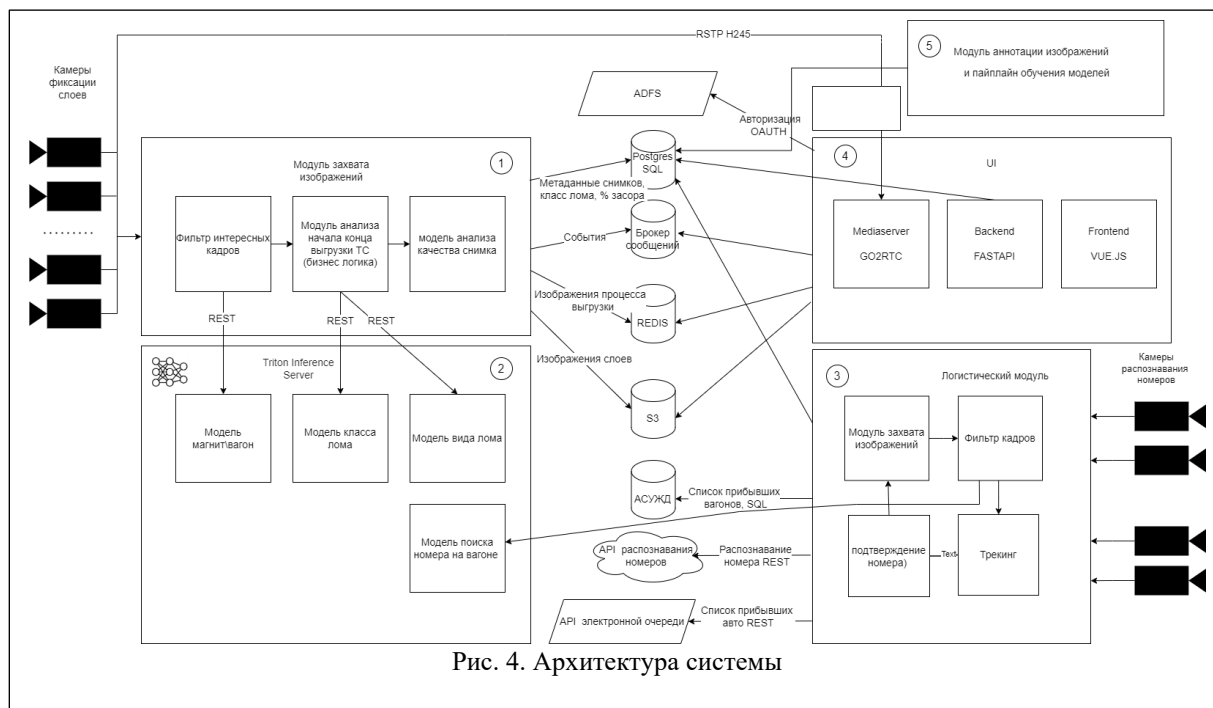 RSTP H245
5
Модуль аннотации изображений
и пайплайн обучения моделей
Камеры
фиксации
слоев
ADFS
Авторизация
OAUTH
1
Модуль захвата
изображений
Postgres
SQL
4
UI
Метаданные снимков,
класс лома, % засора
Фильтр интересных
кадров
Модуль анализа
начала конца
выгрузки ТС
(бизнес логика)
модель анализа
качества снимка
События
Брокер
сообщений
Mediaserver
GO2RTC
Backend
FASTAPI
Frontend
VUE.JS
.........
Изображения процесса
выгрузки
REDIS
REST
REST
REST
Изображения слоев
Triton Inference
Server
2
3
Логистический модуль
Камеры
распознавания
номеров
S3
Модель
магнит\вагон
Модель класса
лома
Модель вида лома
Модуль захвата
изображений
Фильтр кадров
АСУЖД
Список прибывших
вагонов, SQL
Модель поиска
номера на вагоне
API распознавания
номеров
Распознавание
номера REST
подтверждение
номера)
Text
Трекинг
API электронной очереди
Список прибывших
авто REST
Рис. 4. Архитектура системы